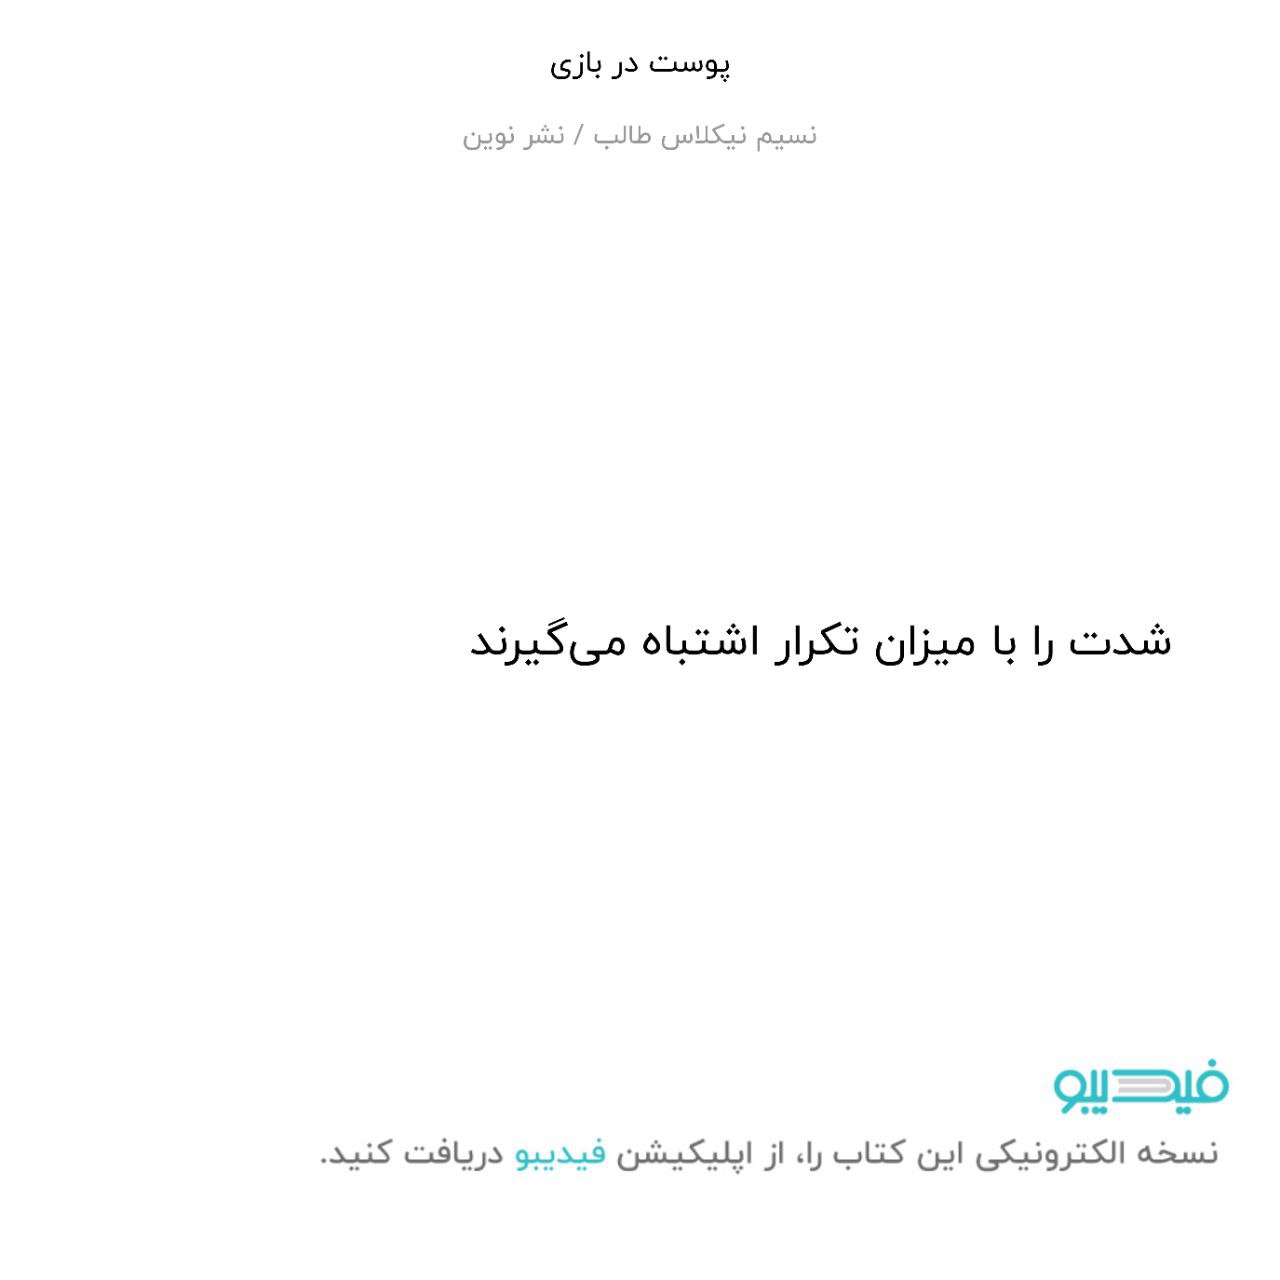 پوست در بازی
نسیم نیکلاس طالب / نشر نوین
شدت را با میزان تکرار اشتباه می‌گیرند
فیدیبو
نسخه الکترونیکی این کتاب را، از اپلیکیشن فیدیبو دریافت کنید.